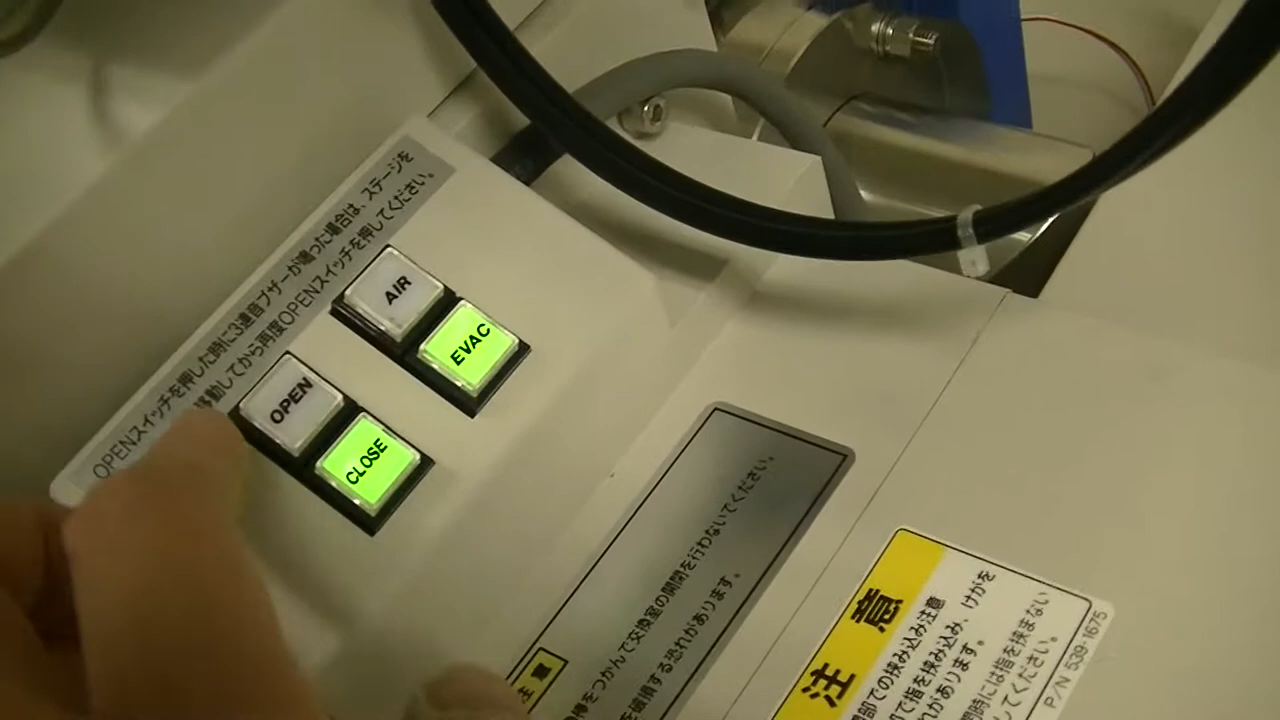 OPENスイッチを押した時に3連音ブザーが鳴った場合は、ステージを
移動してから再度OPENスイッチを押してください。
AIR
EVAC
OPEN
CLOSE
をつかんで交換室の開閉を行わないでください。
を破損する恐れがあります。
注意
部での挟み込み注意
部で指を挟み込み、けがを
があります。
閉時には指を挟まない
してください。
P/N 539-1675